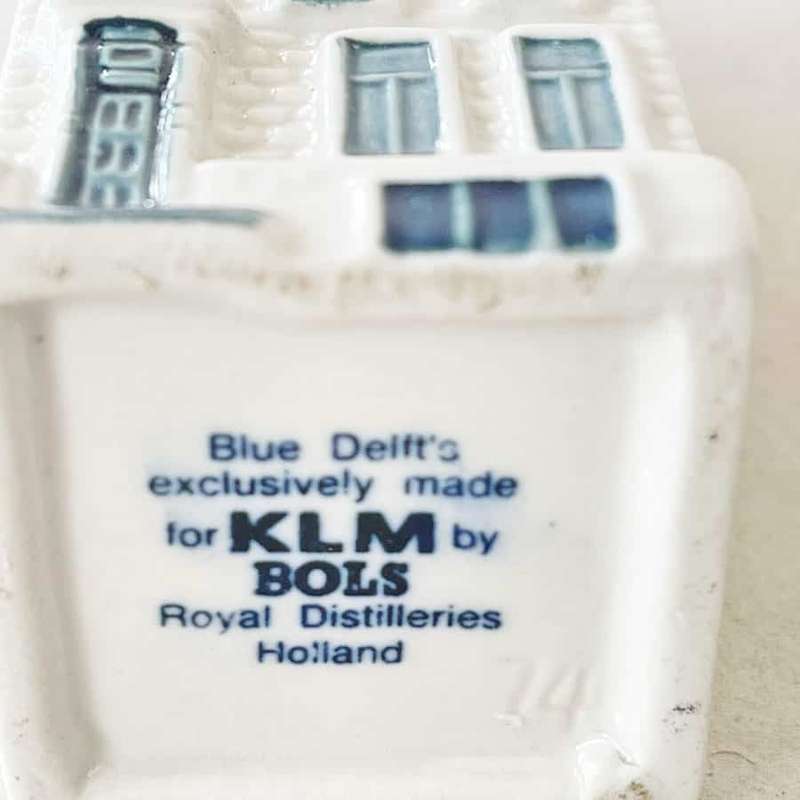 Blue Delft's
exclusively made
for KLM by
BOLS
Royal Distilleries
Holland
14